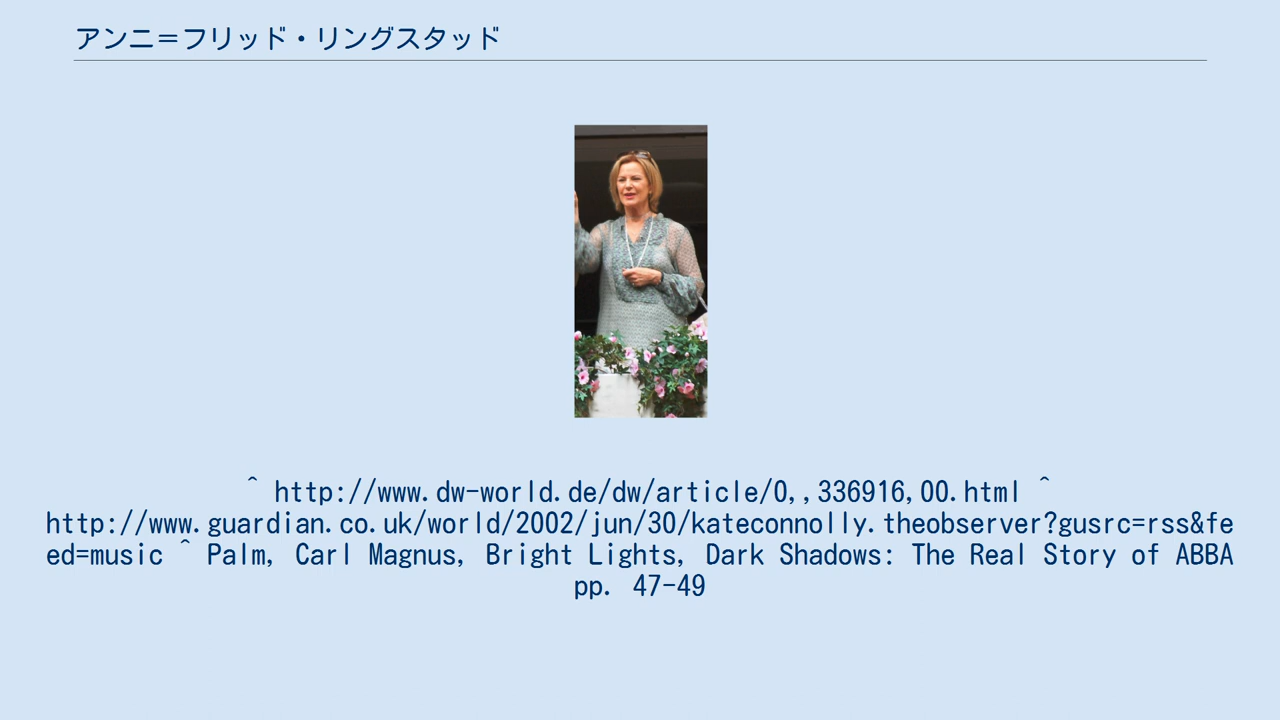 アンニ＝フリッド・リングスタッド
^ http://www.dw-world.de/dw/article/0,,336916,00.html ^
http://www.guardian.co.uk/world/2002/jun/30/kateconnolly.theobserver?gusrc=rss&fe
ed=music ^ Palm, Carl Magnus, Bright Lights, Dark Shadows: The Real Story of ABBA
pp. 47-49